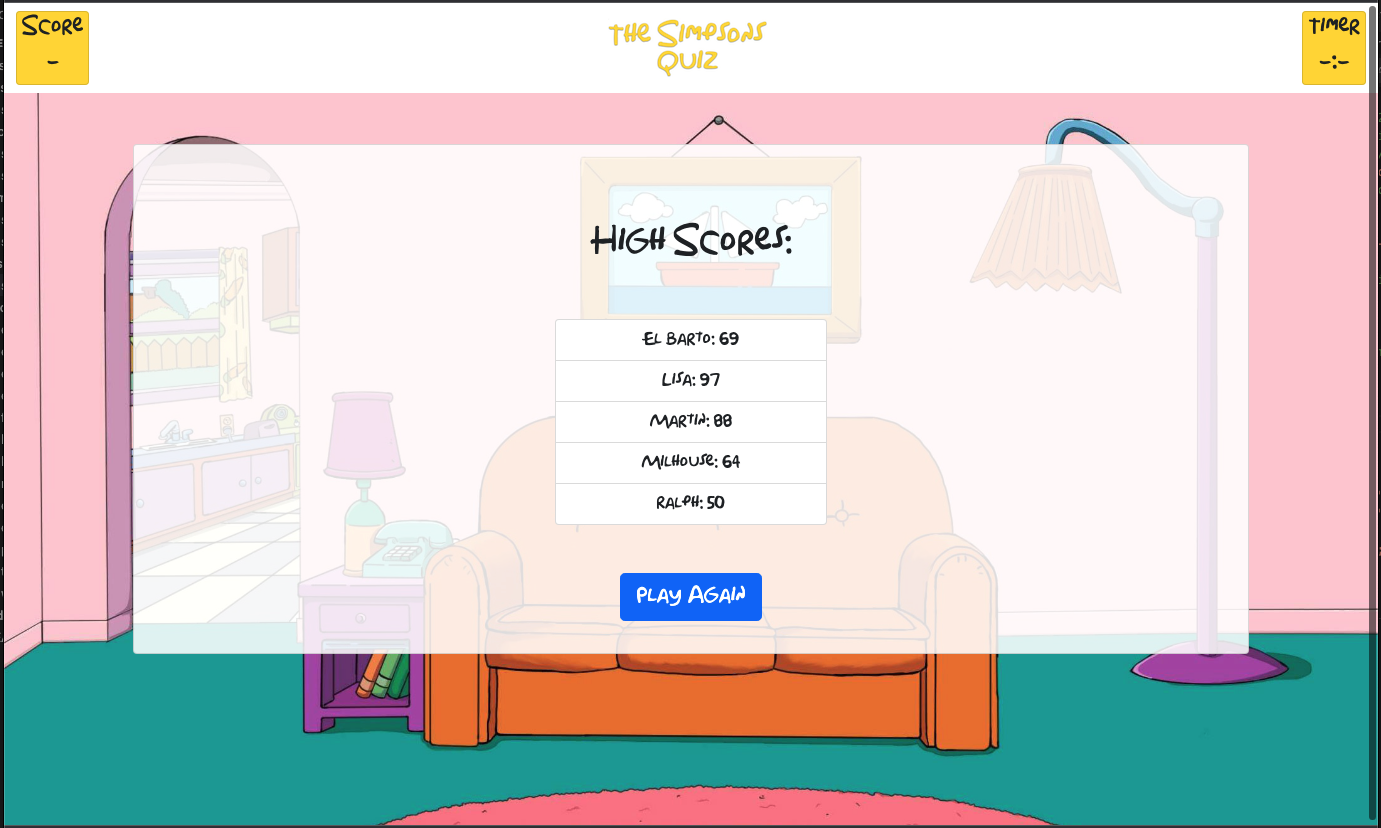 Score
-
The Simpsons
Quiz
Timer
-:-
High Scores:
El Barto: 69
Lisa: 97
Martin: 88
Milhouse: 64
Ralph: 50
Play Again